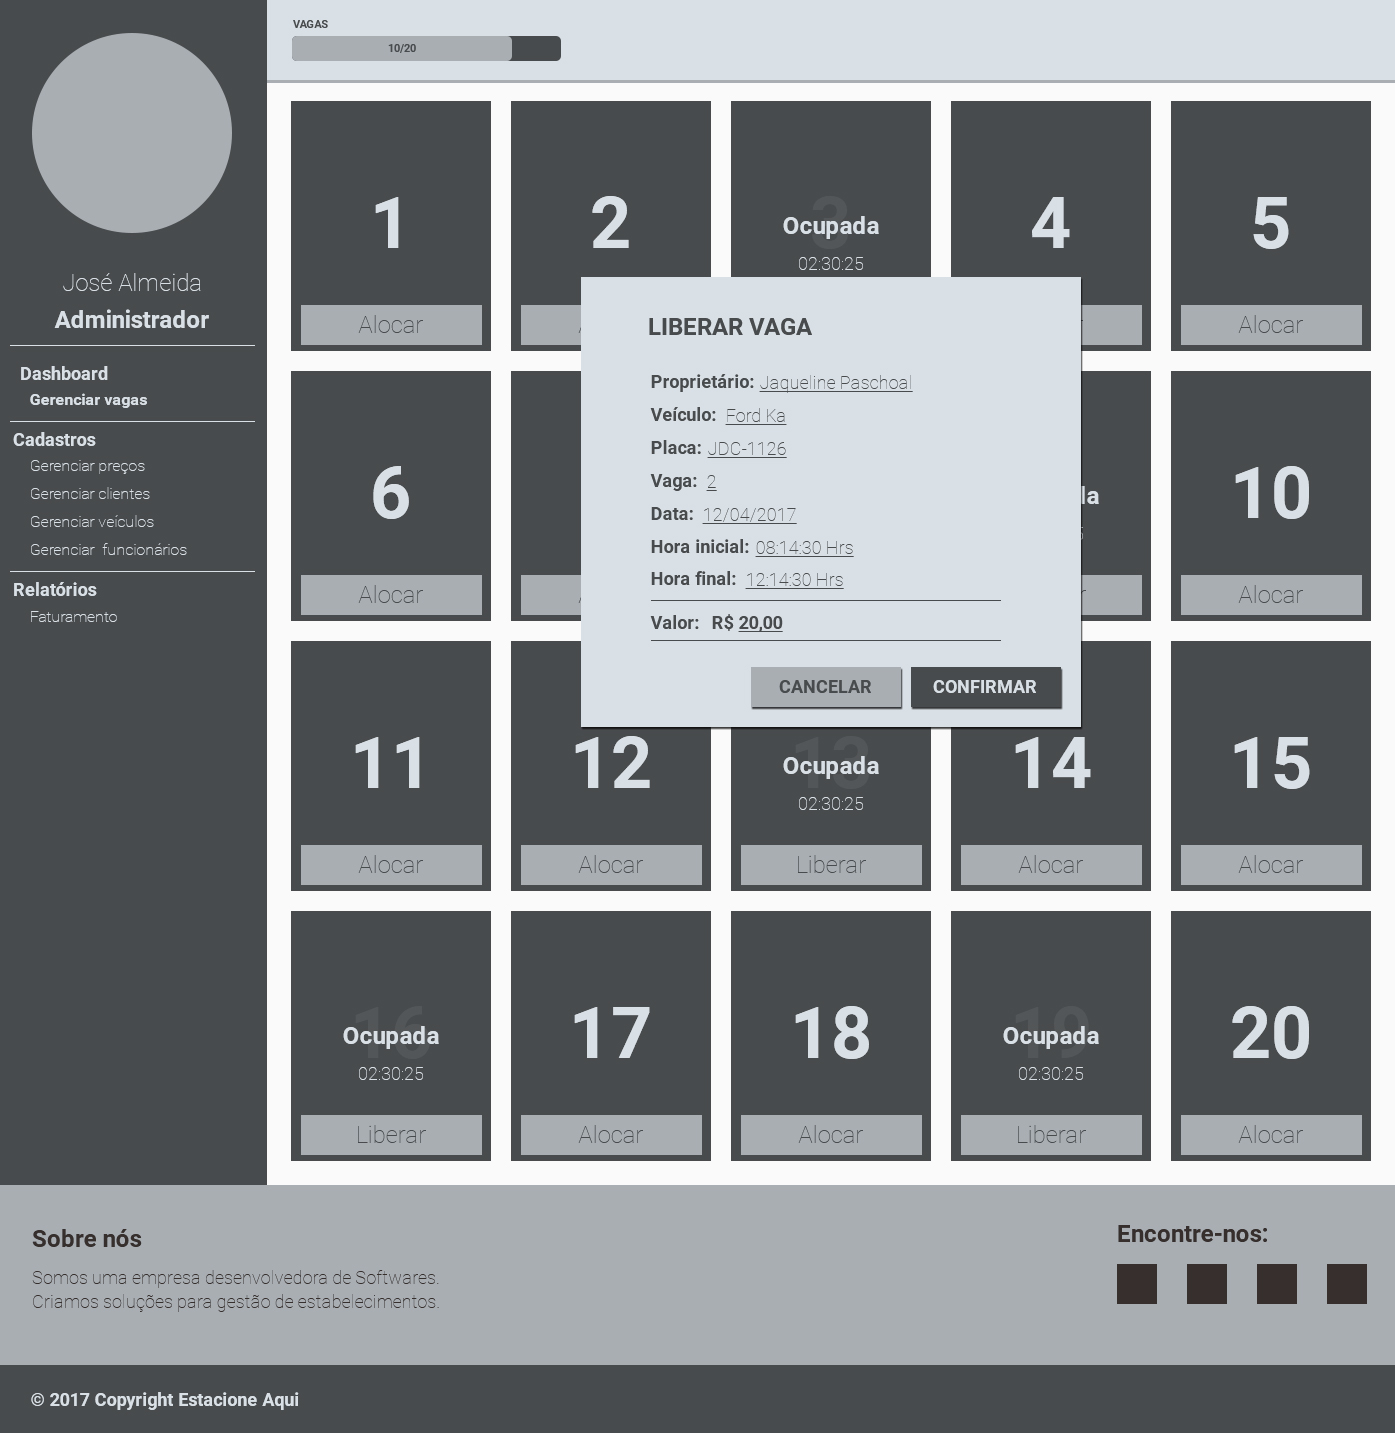 VAGAS
10/20
José Almeida
Administrador
Dashboard
Gerenciar vagas
Cadastros
Gerenciar preços
Gerenciar clientes
Gerenciar veículos
Gerenciar funcionários
Relatórios
Faturamento
1
2
3
Ocupada
02:30:25
4
5
Alocar
Alocar
LIBERAR VAGA
Proprietário: Jaqueline Paschoal
Veículo: Ford Ka
Placa: JDC-1126
Vaga: 2
Data: 12/04/2017
Hora inicial: 08:14:30 Hrs
Hora final: 12:14:30 Hrs
Valor: R$ 20,00
CANCELAR
CONFIRMAR
6
10
Alocar
Alocar
11
12
13
Ocupada
02:30:25
14
15
Alocar
Alocar
Liberar
Alocar
Alocar
16
Ocupada
02:30:25
17
18
19
Ocupada
02:30:25
20
Liberar
Alocar
Alocar
Liberar
Alocar
Sobre nós
Somos uma empresa desenvolvedora de Softwares.
Criamos soluções para gestão de estabelecimentos.
Encontre-nos:
© 2017 Copyright Estacione Aqui